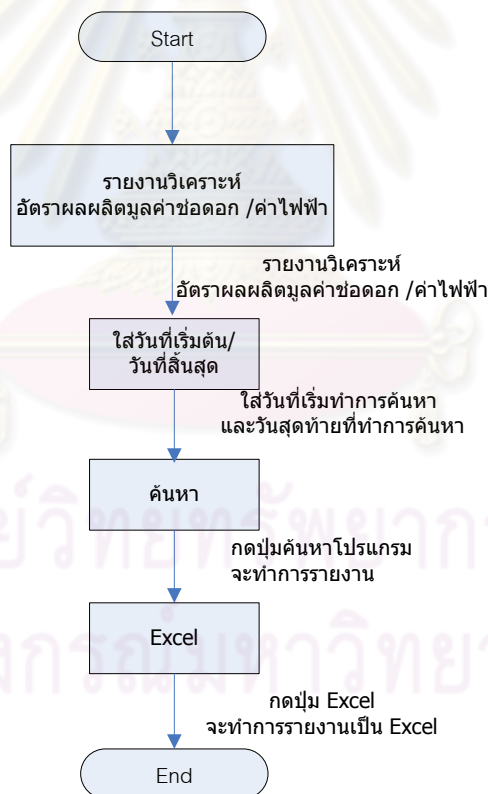 Start
รายงานวิเคราะห์
อัตราผลผลิตมูลค่าช่อดอก /ค่าไฟฟ้า
รายงานวิเคราะห์
อัตราผลผลิตมูลค่าช่อดอก /ค่าไฟฟ้า
ใส่วันที่เริ่มต้น/
วันที่สิ้นสุด
ใส่วันที่เริ่มทำการค้นหา
และวันสุดท้ายที่ทำการค้นหา
ค้นหา
กดปุ่มค้นหาโปรแกรม
จะทำการรายงาน
Excel
กดปุ่ม Excel
จะทำการรายงานเป็น Excel
End